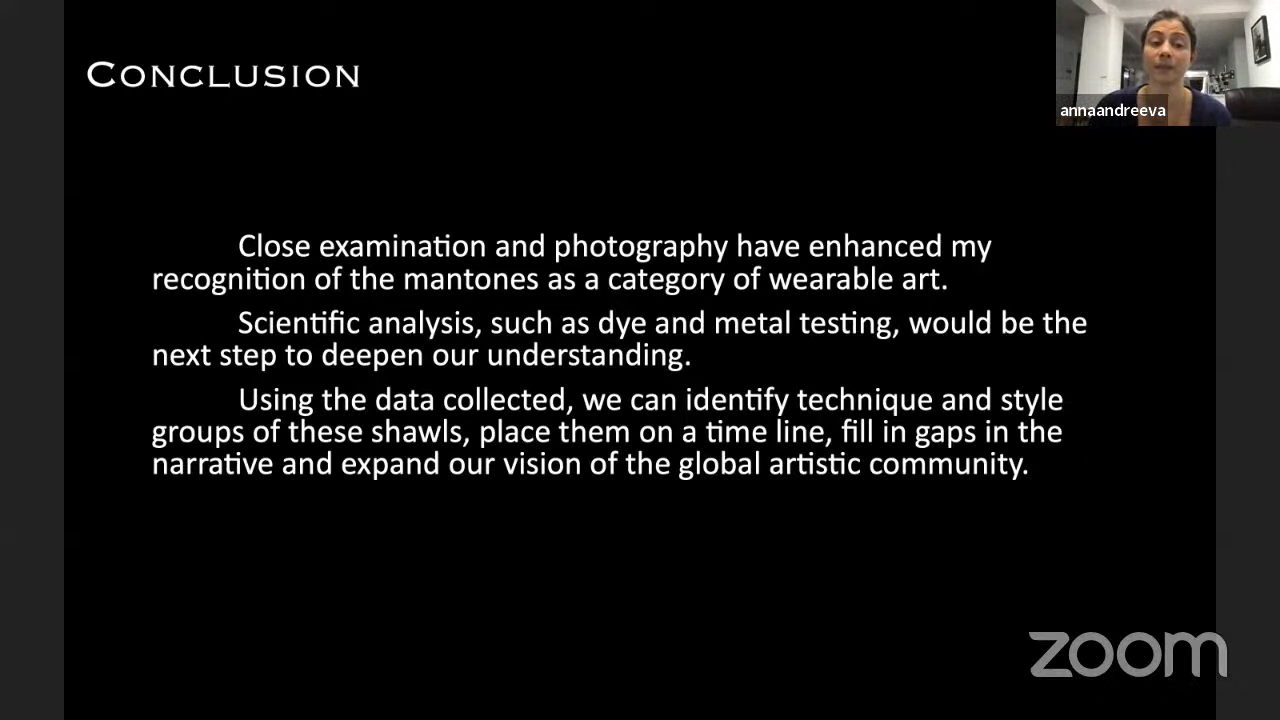 CONCLUSION
annaandreeva
Close examination and photography have enhanced my
recognition of the mantones as a category of wearable art.
Scientific analysis, such as dye and metal testing, would be the
next step to deepen our understanding.
Using the data collected, we can identify technique and style
groups of these shawls, place them on a time line, fill in gaps in the
narrative and expand our vision of the global artistic community.
zoom